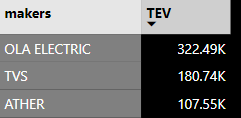 makers TEV
OLA ELECTRIC 322.49K
TVS 180.74K
ATHER 107.55K